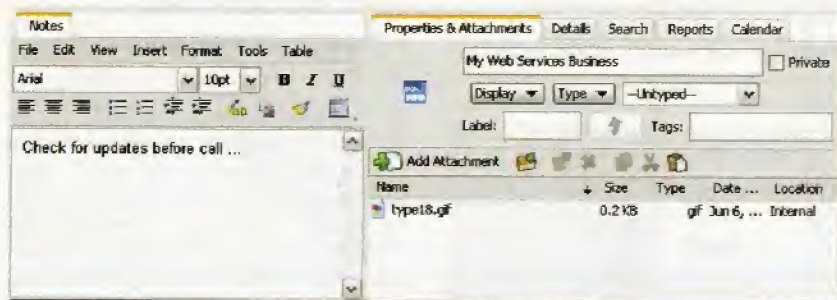 Notes
File Edit View Insert Format Tools Table
Arial 10pt B I U
Check for updates before call ...
Properties & Attachments Details Search Reports Calendar
My Web Services Business Private
Display Type --Untyped--
Label: Tags:
Add Attachment
Name Size Type Date ... Location
type18.gif 0.2 KB gif Jun 6, ... Internal